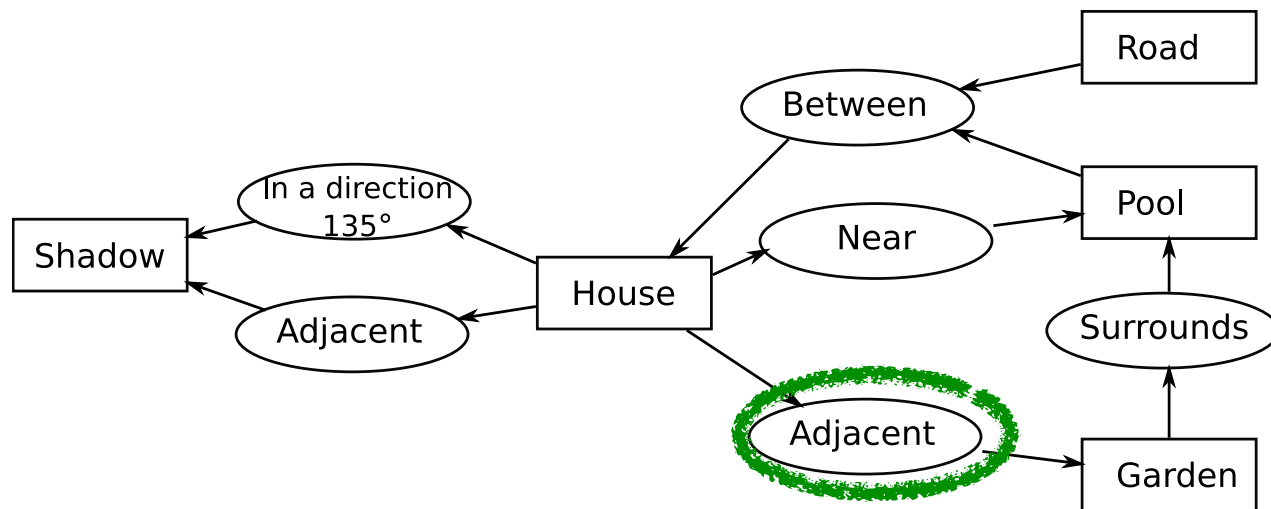 Road
Between
In a direction
135°
Pool
Near
Shadow
House
Adjacent
Surrounds
Adjacent
Garden